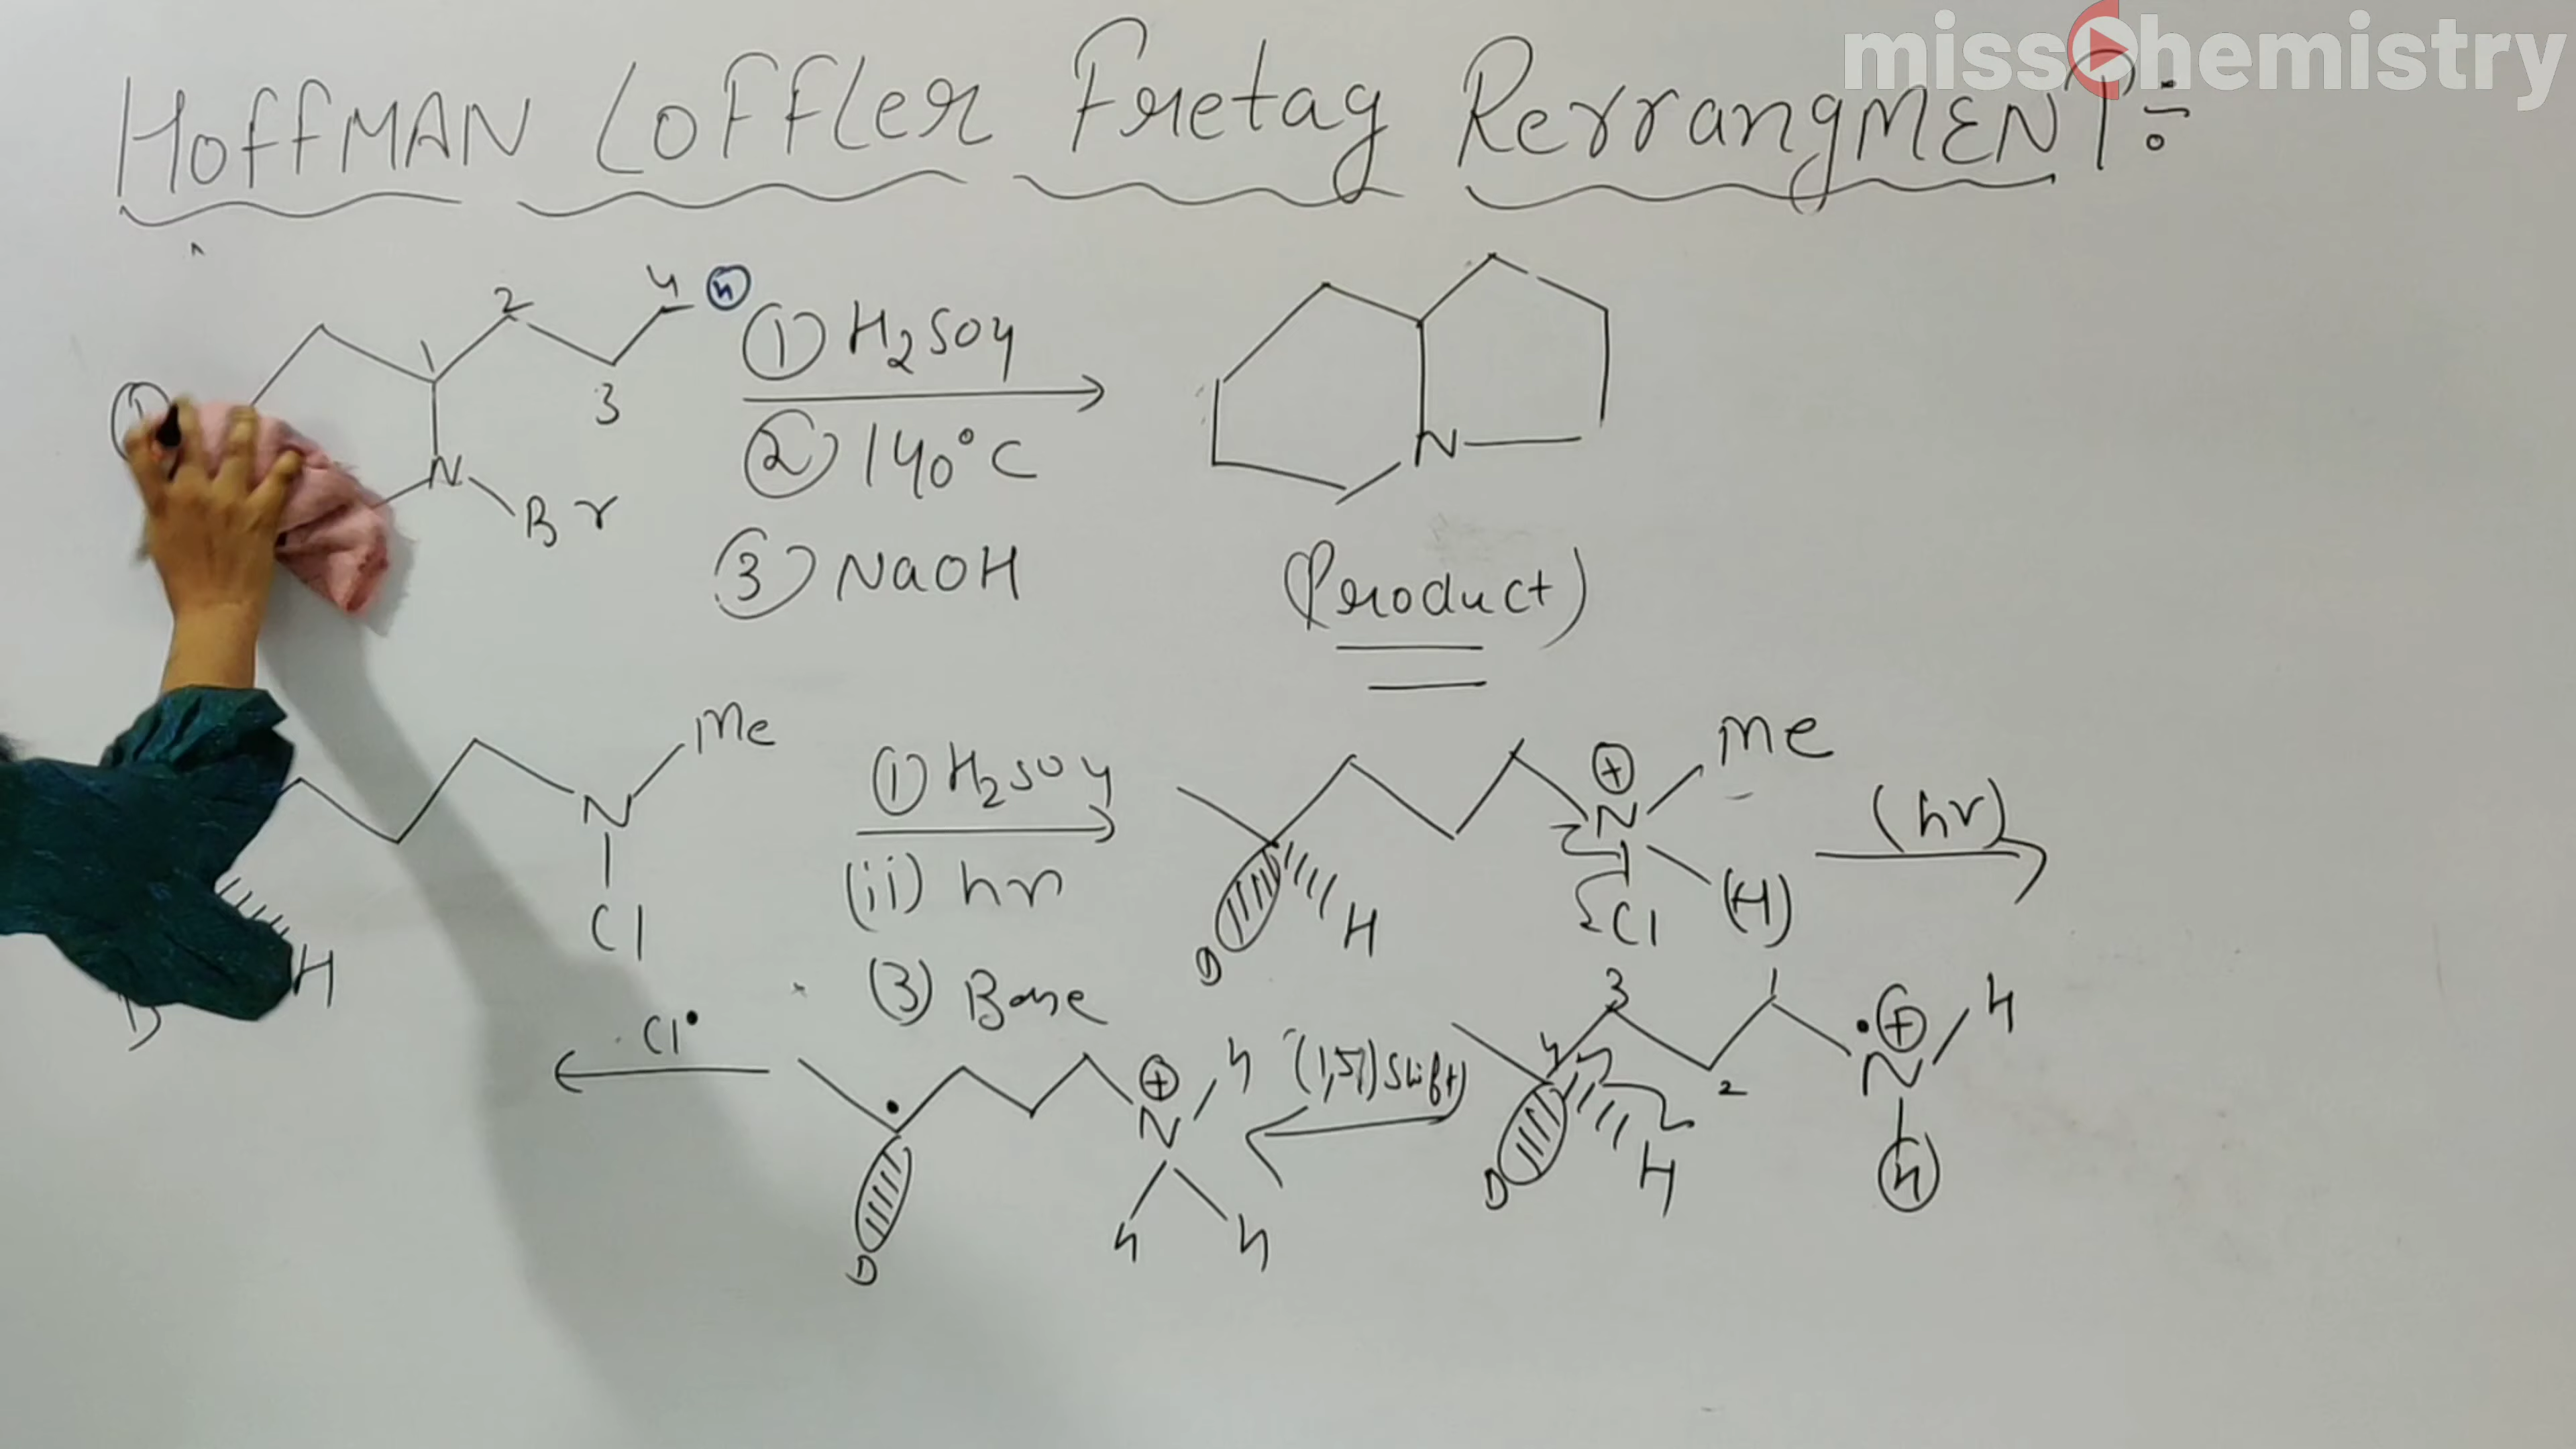 missChemistry
HoffMAN LoffLer Fretag RerrangMENT ÷
2
4
H
3
①
N
Br
① H2SO4
② 140°C
③ NaOH
N
(Product)
Me
N
Cl
H
D
① H2SO4
(ii) hν
(3) Base
⊕
Me
N
Cl
(H)
H
D
(hν)
3
1
4
2
•⊕
N
H
H
H
D
(1,5) Shift
⊕
N
H
H
H
•
D
Cl•